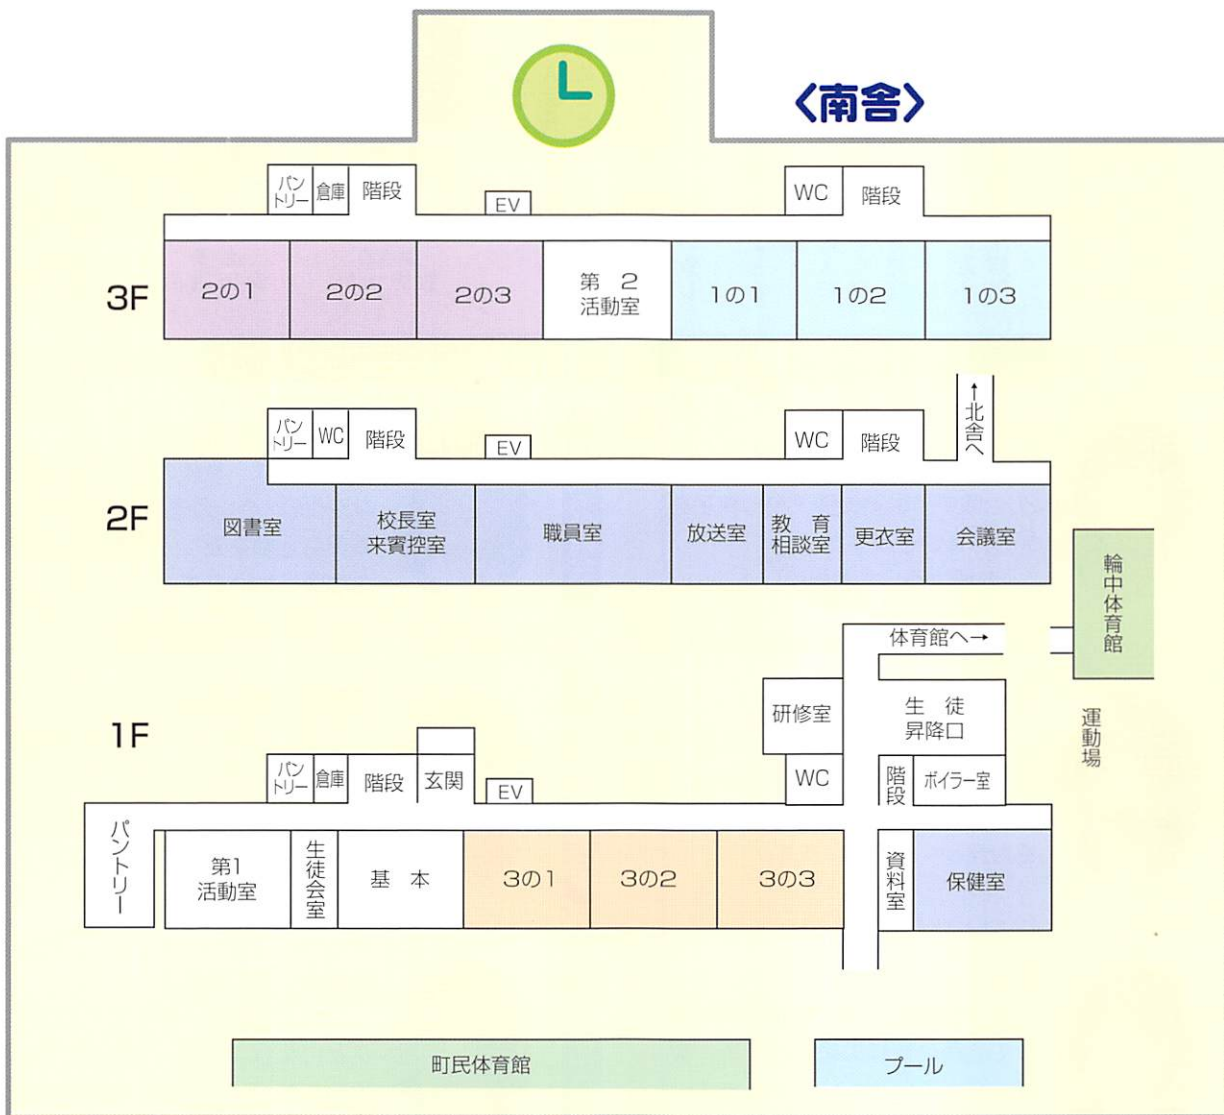 〈南舎〉
パン
トリー
倉庫
階段
EV
WC
階段
3F
2の1
2の2
2の3
第 2
活動室
1の1
1の2
1の3
←北舎へ
パン
トリー
WC
階段
EV
WC
階段
2F
図書室
校長室
来賓控室
職員室
放送室
教 育
相談室
更衣室
会議室
輪中体育館
体育館へ→
運動場
1F
研修室
生 徒
昇降口
パン
トリー
倉庫
階段
玄関
EV
WC
階段
ボイラー室
パントリー
第1
活動室
生徒会室
基 本
3の1
3の2
3の3
資料室
保健室
町民体育館
プール